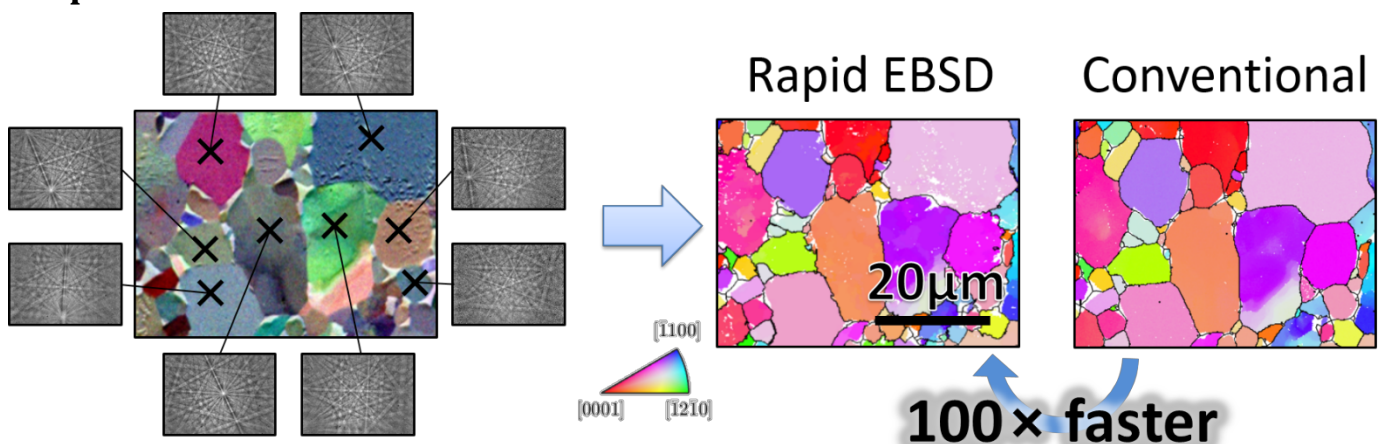 Rapid EBSD
Conventional
20μm
[1̄100]
[0001]
[1̄21̄0]
100× faster